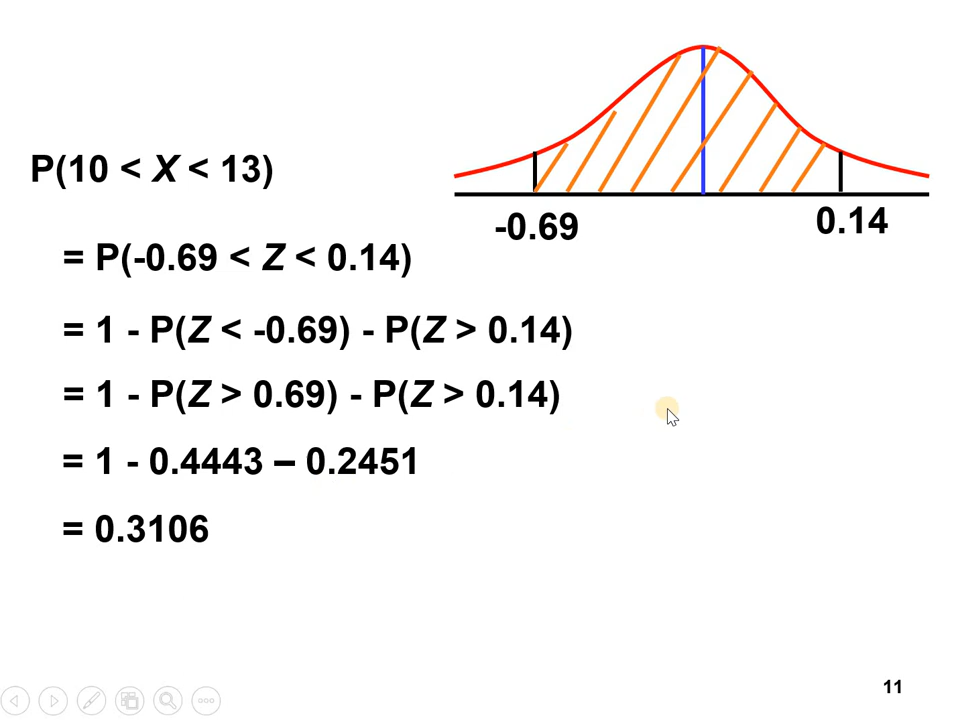 P(10 < X < 13)
-0.69
0.14
= P(-0.69 < Z < 0.14)
= 1 - P(Z < -0.69) - P(Z > 0.14)
= 1 - P(Z > 0.69) - P(Z > 0.14)
= 1 - 0.4443 – 0.2451
= 0.3106
11